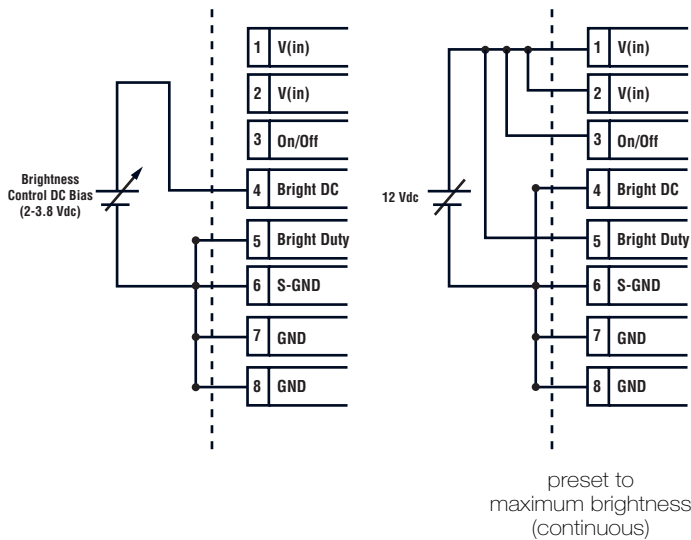 1 V(in)
2 V(in)
3 On/Off
4 Bright DC
5 Bright Duty
6 S-GND
7 GND
8 GND
Brightness
Control DC Bias
(2-3.8 Vdc)
1 V(in)
2 V(in)
3 On/Off
4 Bright DC
5 Bright Duty
6 S-GND
7 GND
8 GND
12 Vdc
preset to
maximum brightness
(continuous)